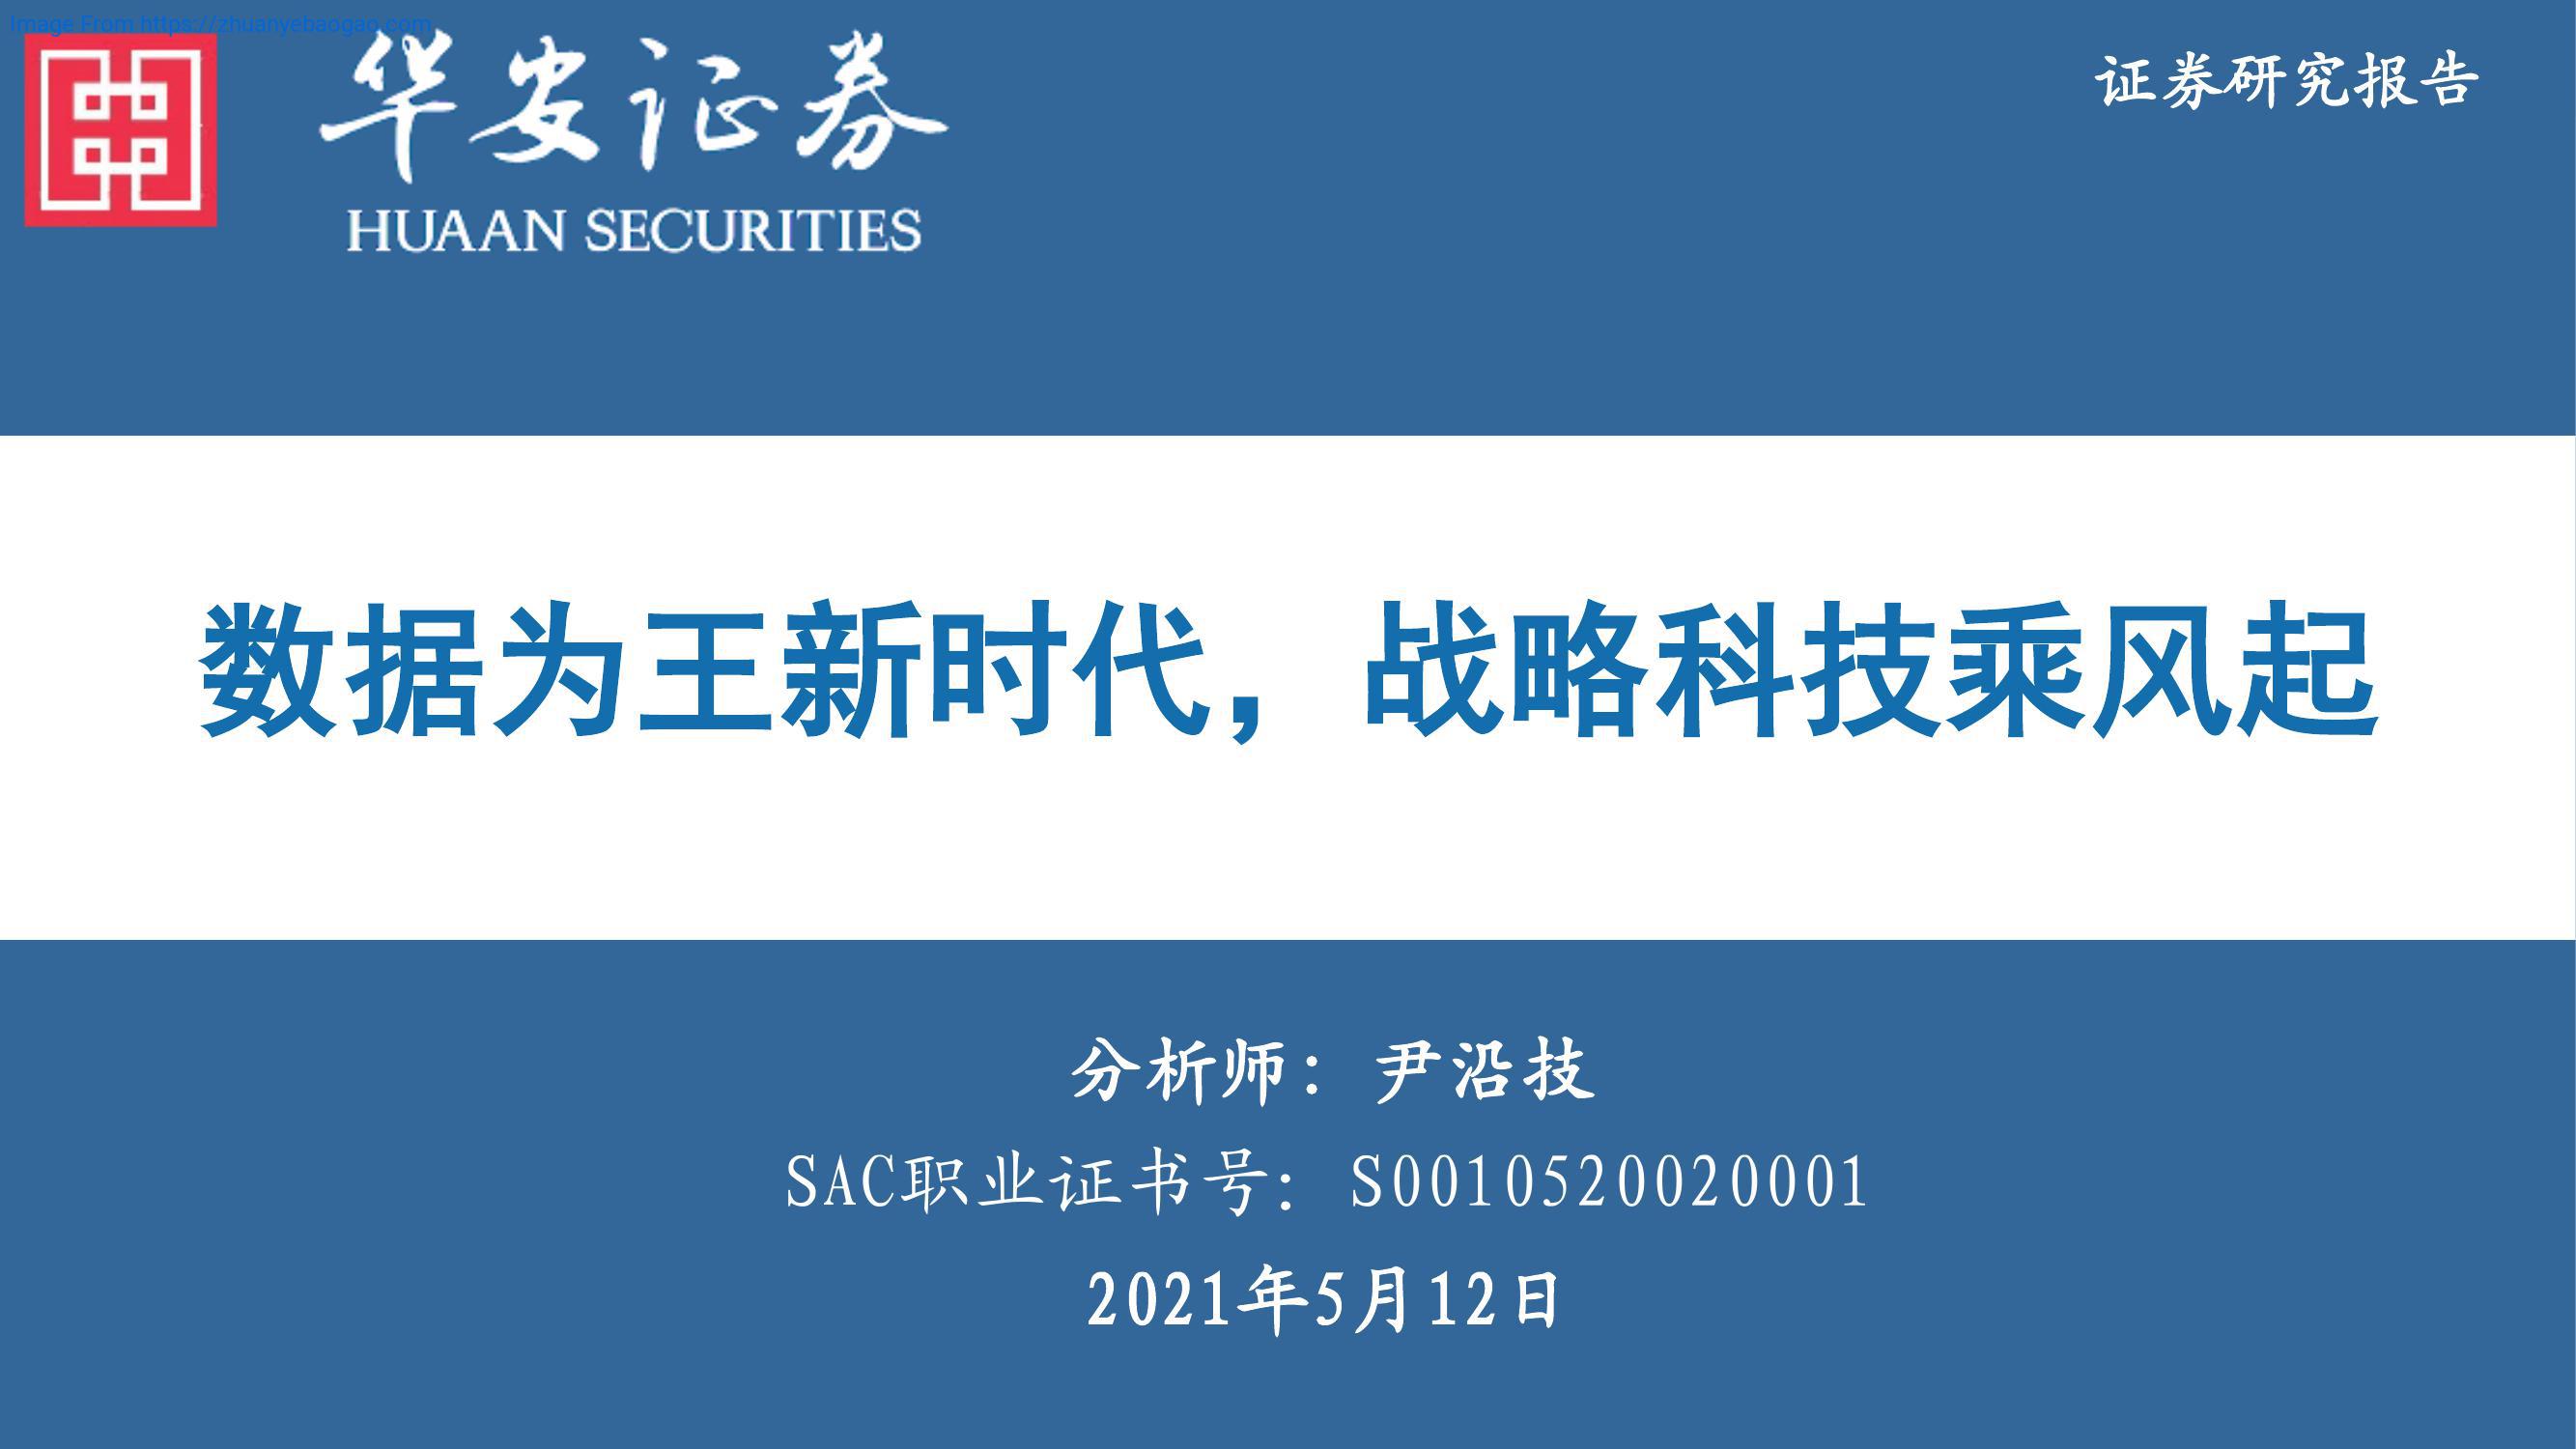 Image From https://zhuanyebaogao.com
华安证券
HUAAN SECURITIES
证券研究报告
数据为王新时代，战略科技乘风起
分析师：尹沿技
SAC职业证书号：S0010520020001
2021年5月12日